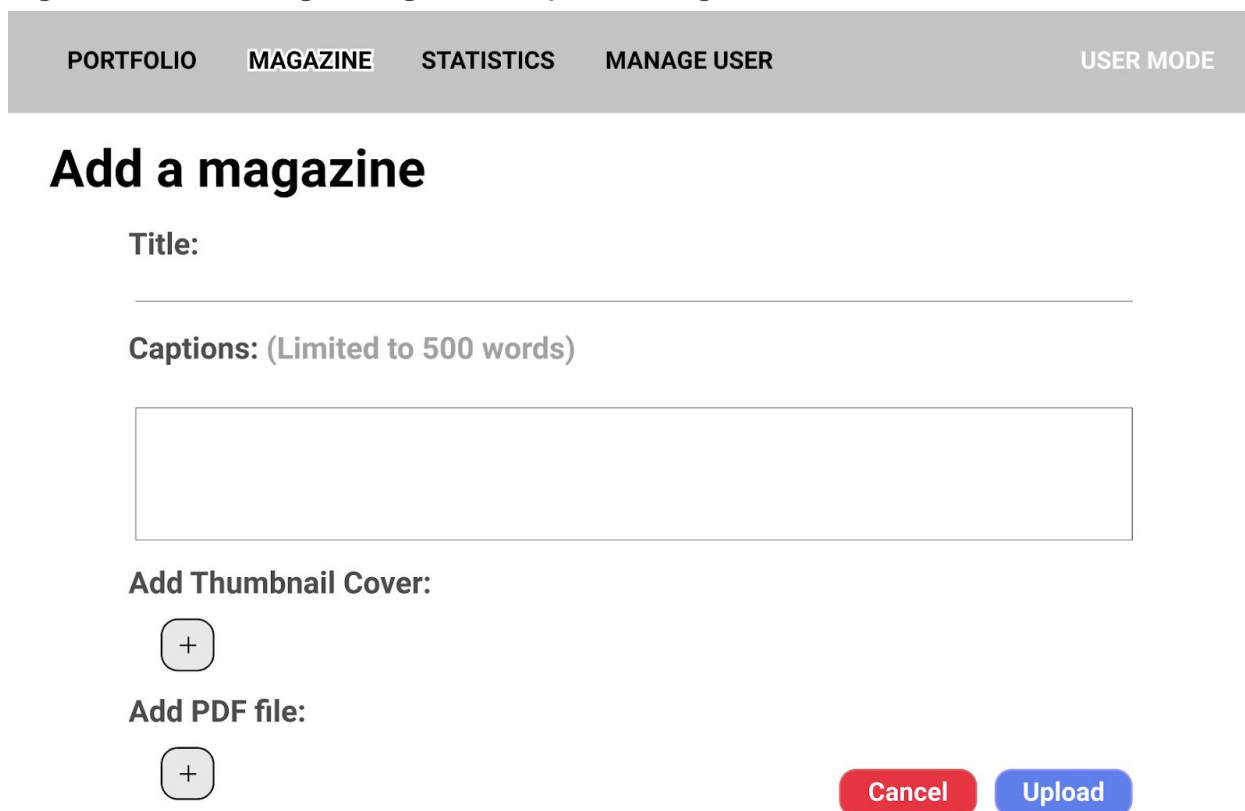 PORTFOLIO MAGAZINE STATISTICS MANAGE USER USER MODE
Add a magazine
Title:
Captions: (Limited to 500 words)
Add Thumbnail Cover:
+
Add PDF file:
+
Cancel Upload